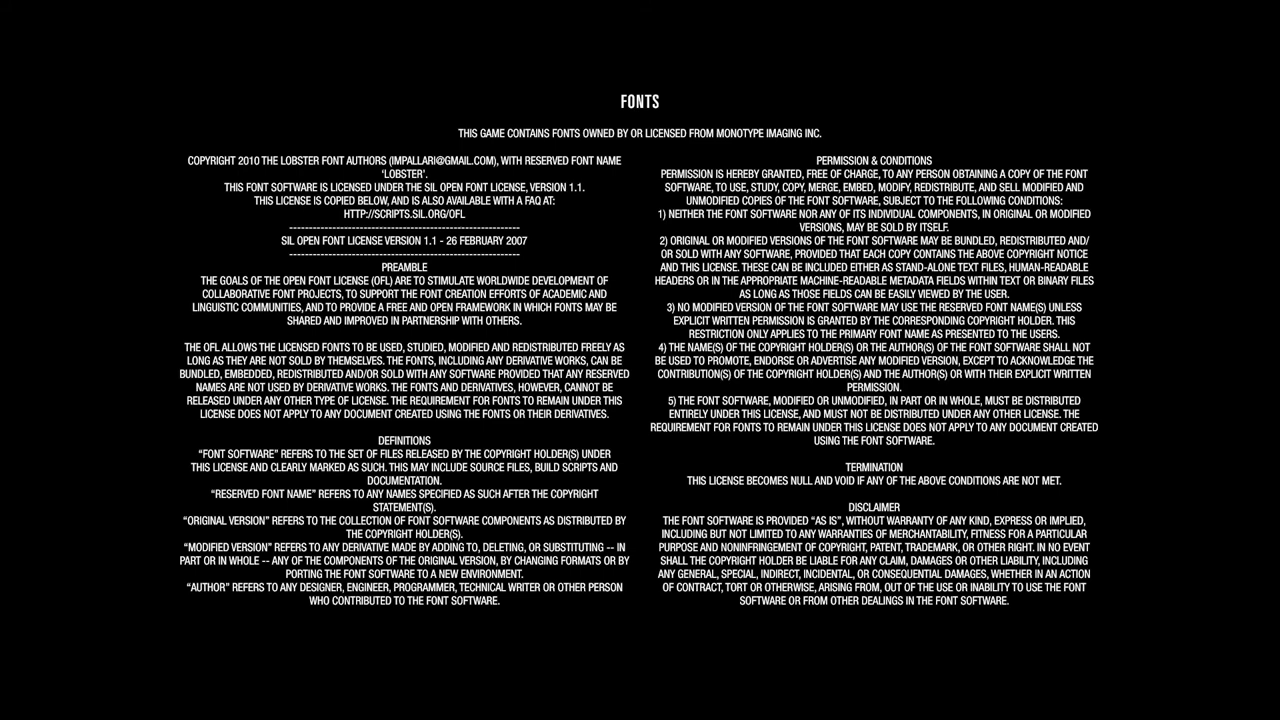 FONTS
THIS GAME CONTAINS FONTS OWNED BY OR LICENSED FROM MONOTYPE IMAGING INC.
COPYRIGHT 2010 THE LOBSTER FONT AUTHORS (IMPALLARI@GMAIL.COM), WITH RESERVED FONT NAME
‘LOBSTER’.
THIS FONT SOFTWARE IS LICENSED UNDER THE SIL OPEN FONT LICENSE, VERSION 1.1.
THIS LICENSE IS COPIED BELOW, AND IS ALSO AVAILABLE WITH A FAQ AT:
HTTP://SCRIPTS.SIL.ORG/OFL
-----------------------------------------------------------
SIL OPEN FONT LICENSE VERSION 1.1 - 26 FEBRUARY 2007
-----------------------------------------------------------
PREAMBLE
THE GOALS OF THE OPEN FONT LICENSE (OFL) ARE TO STIMULATE WORLDWIDE DEVELOPMENT OF
COLLABORATIVE FONT PROJECTS, TO SUPPORT THE FONT CREATION EFFORTS OF ACADEMIC AND
LINGUISTIC COMMUNITIES, AND TO PROVIDE A FREE AND OPEN FRAMEWORK IN WHICH FONTS MAY BE
SHARED AND IMPROVED IN PARTNERSHIP WITH OTHERS.
THE OFL ALLOWS THE LICENSED FONTS TO BE USED, STUDIED, MODIFIED AND REDISTRIBUTED FREELY AS
LONG AS THEY ARE NOT SOLD BY THEMSELVES. THE FONTS, INCLUDING ANY DERIVATIVE WORKS, CAN BE
BUNDLED, EMBEDDED, REDISTRIBUTED AND/OR SOLD WITH ANY SOFTWARE PROVIDED THAT ANY RESERVED
NAMES ARE NOT USED BY DERIVATIVE WORKS. THE FONTS AND DERIVATIVES, HOWEVER, CANNOT BE
RELEASED UNDER ANY OTHER TYPE OF LICENSE. THE REQUIREMENT FOR FONTS TO REMAIN UNDER THIS
LICENSE DOES NOT APPLY TO ANY DOCUMENT CREATED USING THE FONTS OR THEIR DERIVATIVES.
DEFINITIONS
“FONT SOFTWARE” REFERS TO THE SET OF FILES RELEASED BY THE COPYRIGHT HOLDER(S) UNDER
THIS LICENSE AND CLEARLY MARKED AS SUCH. THIS MAY INCLUDE SOURCE FILES, BUILD SCRIPTS AND
DOCUMENTATION.
“RESERVED FONT NAME” REFERS TO ANY NAMES SPECIFIED AS SUCH AFTER THE COPYRIGHT
STATEMENT(S).
“ORIGINAL VERSION” REFERS TO THE COLLECTION OF FONT SOFTWARE COMPONENTS AS DISTRIBUTED BY
THE COPYRIGHT HOLDER(S).
“MODIFIED VERSION” REFERS TO ANY DERIVATIVE MADE BY ADDING TO, DELETING, OR SUBSTITUTING -- IN
PART OR IN WHOLE -- ANY OF THE COMPONENTS OF THE ORIGINAL VERSION, BY CHANGING FORMATS OR BY
PORTING THE FONT SOFTWARE TO A NEW ENVIRONMENT.
“AUTHOR” REFERS TO ANY DESIGNER, ENGINEER, PROGRAMMER, TECHNICAL WRITER OR OTHER PERSON
WHO CONTRIBUTED TO THE FONT SOFTWARE.
PERMISSION & CONDITIONS
PERMISSION IS HEREBY GRANTED, FREE OF CHARGE, TO ANY PERSON OBTAINING A COPY OF THE FONT
SOFTWARE, TO USE, STUDY, COPY, MERGE, EMBED, MODIFY, REDISTRIBUTE, AND SELL MODIFIED AND
UNMODIFIED COPIES OF THE FONT SOFTWARE, SUBJECT TO THE FOLLOWING CONDITIONS:
1) NEITHER THE FONT SOFTWARE NOR ANY OF ITS INDIVIDUAL COMPONENTS, IN ORIGINAL OR MODIFIED
VERSIONS, MAY BE SOLD BY ITSELF.
2) ORIGINAL OR MODIFIED VERSIONS OF THE FONT SOFTWARE MAY BE BUNDLED, REDISTRIBUTED AND/
OR SOLD WITH ANY SOFTWARE, PROVIDED THAT EACH COPY CONTAINS THE ABOVE COPYRIGHT NOTICE
AND THIS LICENSE. THESE CAN BE INCLUDED EITHER AS STAND-ALONE TEXT FILES, HUMAN-READABLE
HEADERS OR IN THE APPROPRIATE MACHINE-READABLE METADATA FIELDS WITHIN TEXT OR BINARY FILES
AS LONG AS THOSE FIELDS CAN BE EASILY VIEWED BY THE USER.
3) NO MODIFIED VERSION OF THE FONT SOFTWARE MAY USE THE RESERVED FONT NAME(S) UNLESS
EXPLICIT WRITTEN PERMISSION IS GRANTED BY THE CORRESPONDING COPYRIGHT HOLDER. THIS
RESTRICTION ONLY APPLIES TO THE PRIMARY FONT NAME AS PRESENTED TO THE USERS.
4) THE NAME(S) OF THE COPYRIGHT HOLDER(S) OR THE AUTHOR(S) OF THE FONT SOFTWARE SHALL NOT
BE USED TO PROMOTE, ENDORSE OR ADVERTISE ANY MODIFIED VERSION, EXCEPT TO ACKNOWLEDGE THE
CONTRIBUTION(S) OF THE COPYRIGHT HOLDER(S) AND THE AUTHOR(S) OR WITH THEIR EXPLICIT WRITTEN
PERMISSION.
5) THE FONT SOFTWARE, MODIFIED OR UNMODIFIED, IN PART OR IN WHOLE, MUST BE DISTRIBUTED
ENTIRELY UNDER THIS LICENSE, AND MUST NOT BE DISTRIBUTED UNDER ANY OTHER LICENSE. THE
REQUIREMENT FOR FONTS TO REMAIN UNDER THIS LICENSE DOES NOT APPLY TO ANY DOCUMENT CREATED
USING THE FONT SOFTWARE.
TERMINATION
THIS LICENSE BECOMES NULL AND VOID IF ANY OF THE ABOVE CONDITIONS ARE NOT MET.
DISCLAIMER
THE FONT SOFTWARE IS PROVIDED “AS IS”, WITHOUT WARRANTY OF ANY KIND, EXPRESS OR IMPLIED,
INCLUDING BUT NOT LIMITED TO ANY WARRANTIES OF MERCHANTABILITY, FITNESS FOR A PARTICULAR
PURPOSE AND NONINFRINGEMENT OF COPYRIGHT, PATENT, TRADEMARK, OR OTHER RIGHT. IN NO EVENT
SHALL THE COPYRIGHT HOLDER BE LIABLE FOR ANY CLAIM, DAMAGES OR OTHER LIABILITY, INCLUDING
ANY GENERAL, SPECIAL, INDIRECT, INCIDENTAL, OR CONSEQUENTIAL DAMAGES, WHETHER IN AN ACTION
OF CONTRACT, TORT OR OTHERWISE, ARISING FROM, OUT OF THE USE OR INABILITY TO USE THE FONT
SOFTWARE OR FROM OTHER DEALINGS IN THE FONT SOFTWARE.